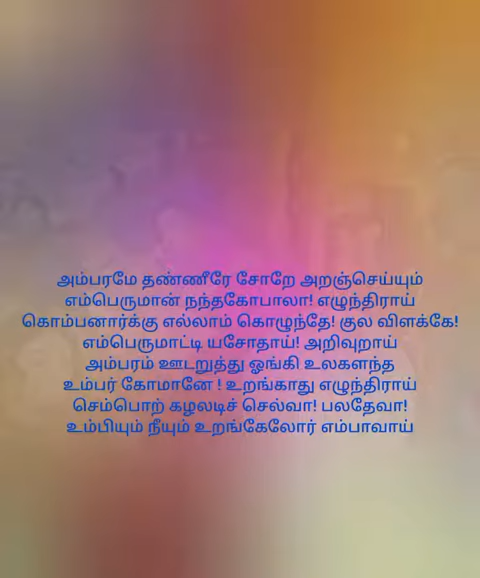 அம்பரமே தண்ணீரே சோறே அறஞ்செய்யும்
எம்பெருமான் நந்தகோபாலா! எழுந்திராய்
கொம்பனார்க்கு எல்லாம் கொழுந்தே! குல விளக்கே!
எம்பெருமாட்டி யசோதாய்! அறிவுறாய்
அம்பரம் ஊடறுத்து ஓங்கி உலகளந்த
உம்பர் கோமானே ! உறங்காது எழுந்திராய்
செம்பொற் கழலடிச் செல்வா! பலதேவா!
உம்பியும் நீயும் உறங்கேலோர் எம்பாவாய்